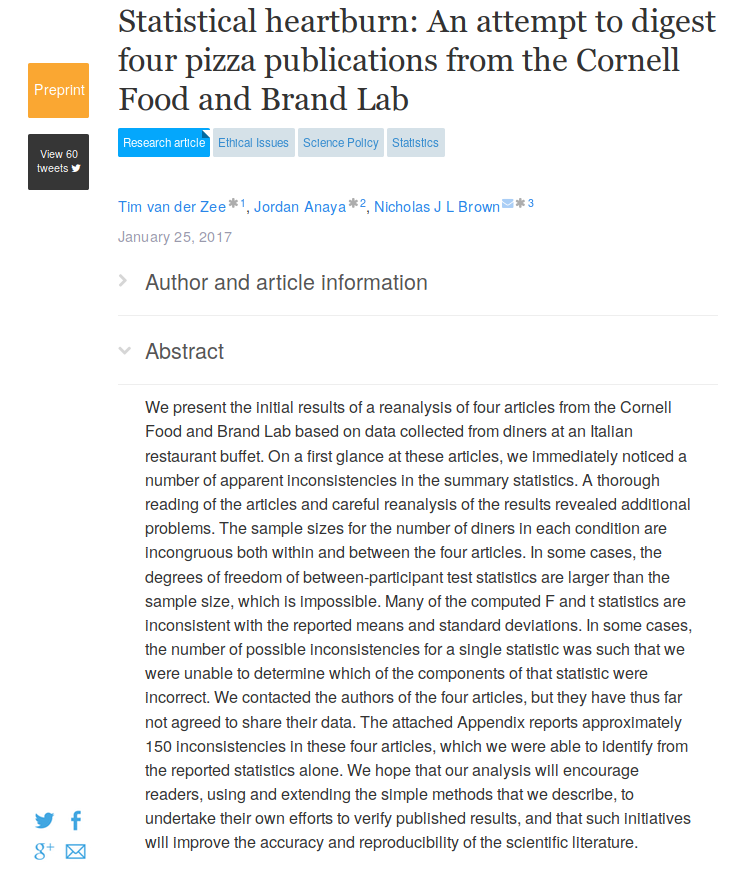 Statistical heartburn: An attempt to digest
four pizza publications from the Cornell
Food and Brand Lab
Preprint
View 60
tweets
Research article
Ethical Issues
Science Policy
Statistics
Tim van der Zee * 1, Jordan Anaya * 2, Nicholas J L Brown * 3
January 25, 2017
Author and article information
Abstract
We present the initial results of a reanalysis of four articles from the Cornell
Food and Brand Lab based on data collected from diners at an Italian
restaurant buffet. On a first glance at these articles, we immediately noticed a
number of apparent inconsistencies in the summary statistics. A thorough
reading of the articles and careful reanalysis of the results revealed additional
problems. The sample sizes for the number of diners in each condition are
incongruous both within and between the four articles. In some cases, the
degrees of freedom of between-participant test statistics are larger than the
sample size, which is impossible. Many of the computed F and t statistics are
inconsistent with the reported means and standard deviations. In some cases,
the number of possible inconsistencies for a single statistic was such that we
were unable to determine which of the components of that statistic were
incorrect. We contacted the authors of the four articles, but they have thus far
not agreed to share their data. The attached Appendix reports approximately
150 inconsistencies in these four articles, which we were able to identify from
the reported statistics alone. We hope that our analysis will encourage
readers, using and extending the simple methods that we describe, to
undertake their own efforts to verify published results, and that such initiatives
will improve the accuracy and reproducibility of the scientific literature.
g+